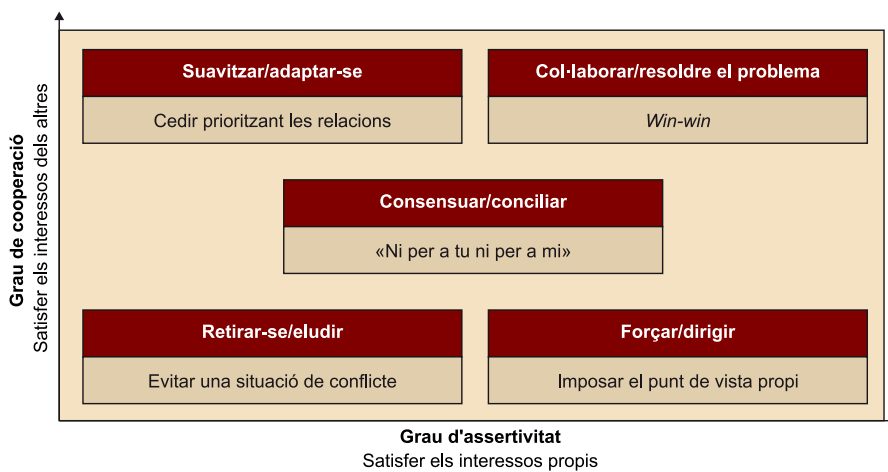 Grau de cooperació
Satisfer els interessos dels altres
Suavitzar/adaptar-se
Cedir prioritzant les relacions
Col·laborar/resoldre el problema
Win-win
Consensuar/conciliar
«Ni per a tu ni per a mi»
Retirar-se/eludir
Evitar una situació de conflicte
Forçar/dirigir
Imposar el punt de vista propi
Grau d'assertivitat
Satisfer els interessos propis